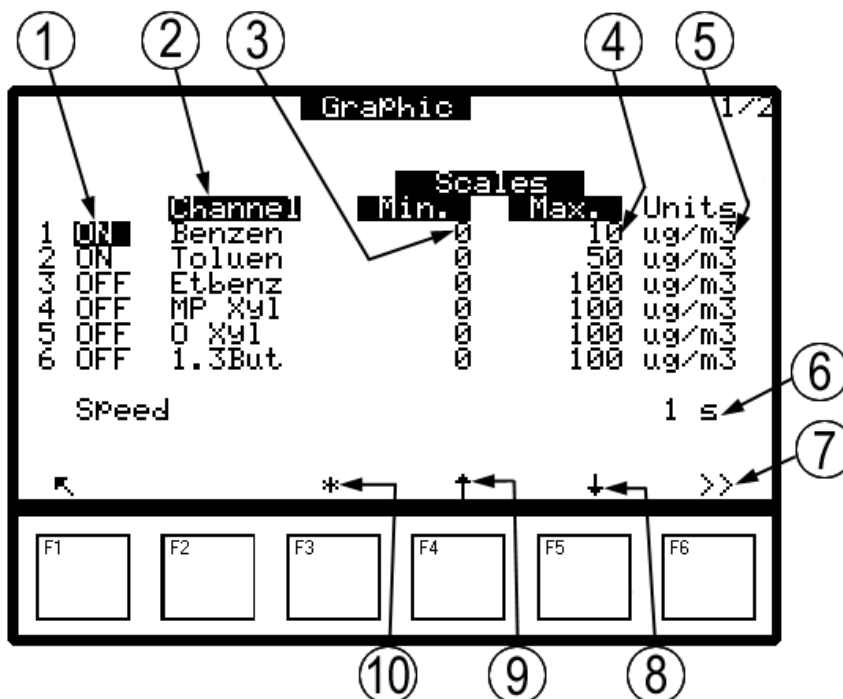 1 2 3 4 5
Graphic 1/2
Scales
Channel Min. Max. Units
1 ON Benzen 0 10 ug/m3
2 ON Toluen 0 50 ug/m3
3 OFF Etbenz 0 100 ug/m3
4 OFF MP Xyl 0 100 ug/m3
5 OFF O Xyl 0 100 ug/m3
6 OFF 1.3But 0 100 ug/m3
6
Speed 1 s
7
* ↑ ↓ >>
F1 F2 F3 F4 F5 F6
10 9 8